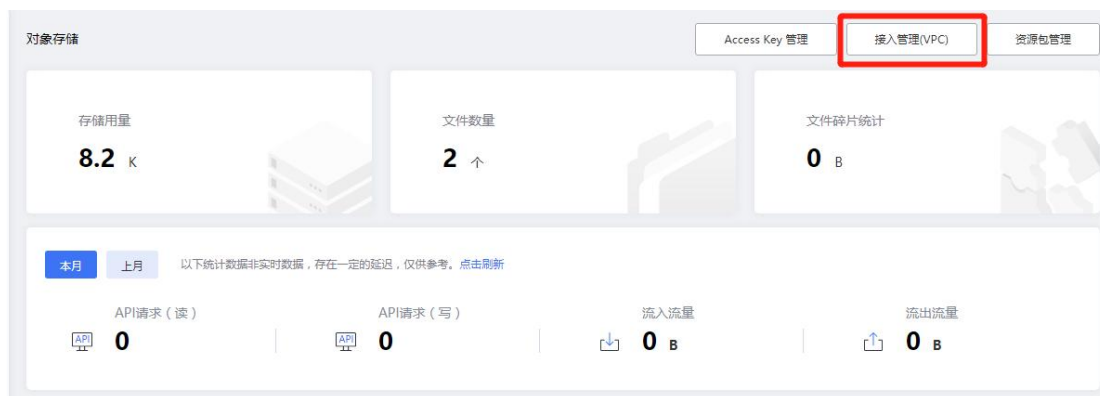 对象存储
Access Key 管理
接入管理(VPC)
资源包管理
存储用量
8.2 K
文件数量
2 个
文件碎片统计
0 B
本月
上月
以下统计数据非实时数据，存在一定的延迟，仅供参考。点击刷新
API请求（读）
API 0
API请求（写）
API 0
流入流量
0 B
流出流量
0 B